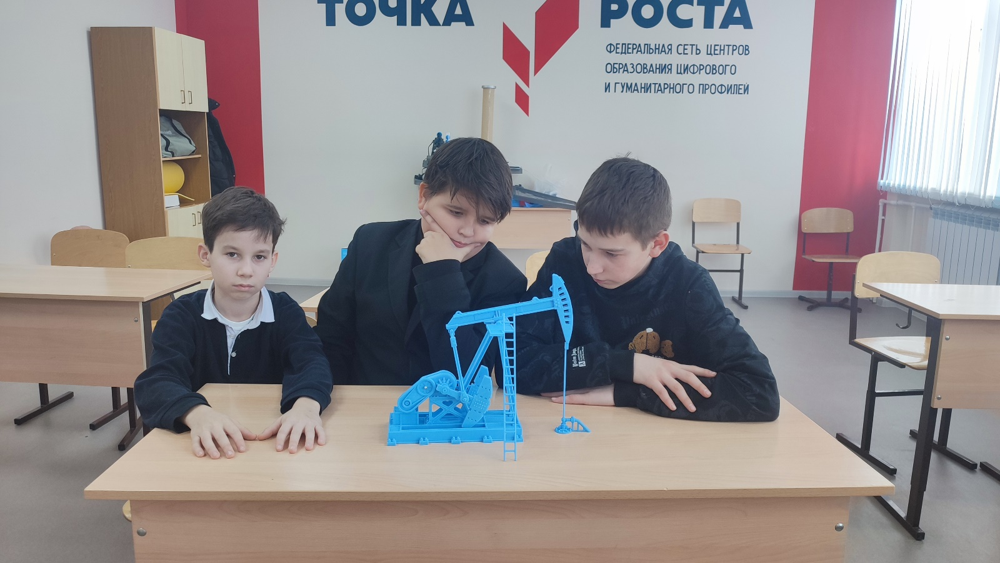 ТОЧКА РОСТА
ФЕДЕРАЛЬНАЯ СЕТЬ ЦЕНТРОВ
ОБРАЗОВАНИЯ ЦИФРОВОГО
И ГУМАНИТАРНОГО ПРОФИЛЕЙ